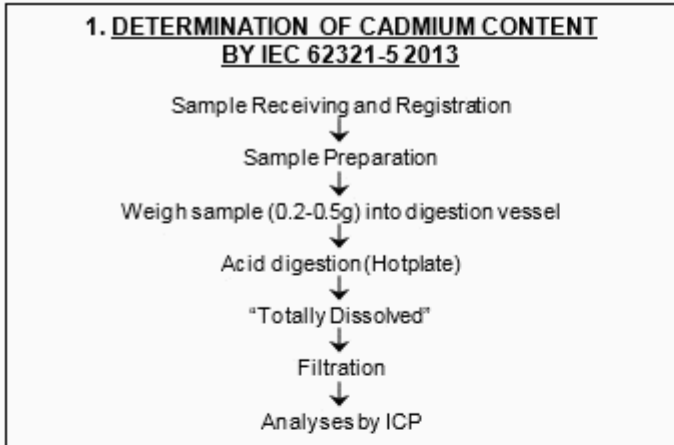 1. DETERMINATION OF CADMIUM CONTENT
BY IEC 62321-5 2013
Sample Receiving and Registration
Sample Preparation
Weigh sample (0.2-0.5g) into digestion vessel
Acid digestion (Hotplate)
“Totally Dissolved”
Filtration
Analyses by ICP